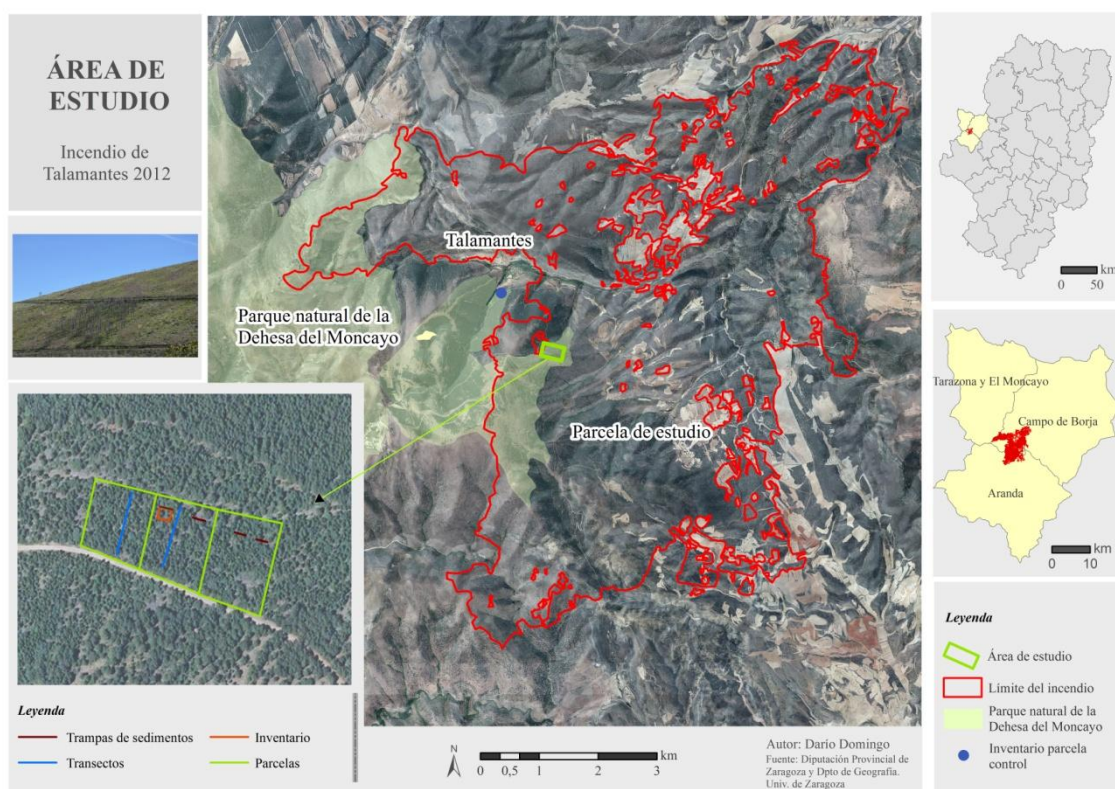 ÁREA DE
ESTUDIO
Incendio de
Talamantes 2012
Talamantes
Parque natural de la
Dehesa del Moncayo
Parcela de estudio
Leyenda
Trampas de sedimentos
Inventario
Transectos
Parcelas
N
km
0 0,5 1 2 3
Autor: Darío Domingo
Fuente: Diputación Provincial de
Zaragoza y Dpto de Geografía.
Univ. de Zaragoza
km
0 50
Tarazona y El Moncayo
Campo de Borja
Aranda
km
0 10
Leyenda
Área de estudio
Límite del incendio
Parque natural de la
Dehesa del Moncayo
Inventario parcela
control